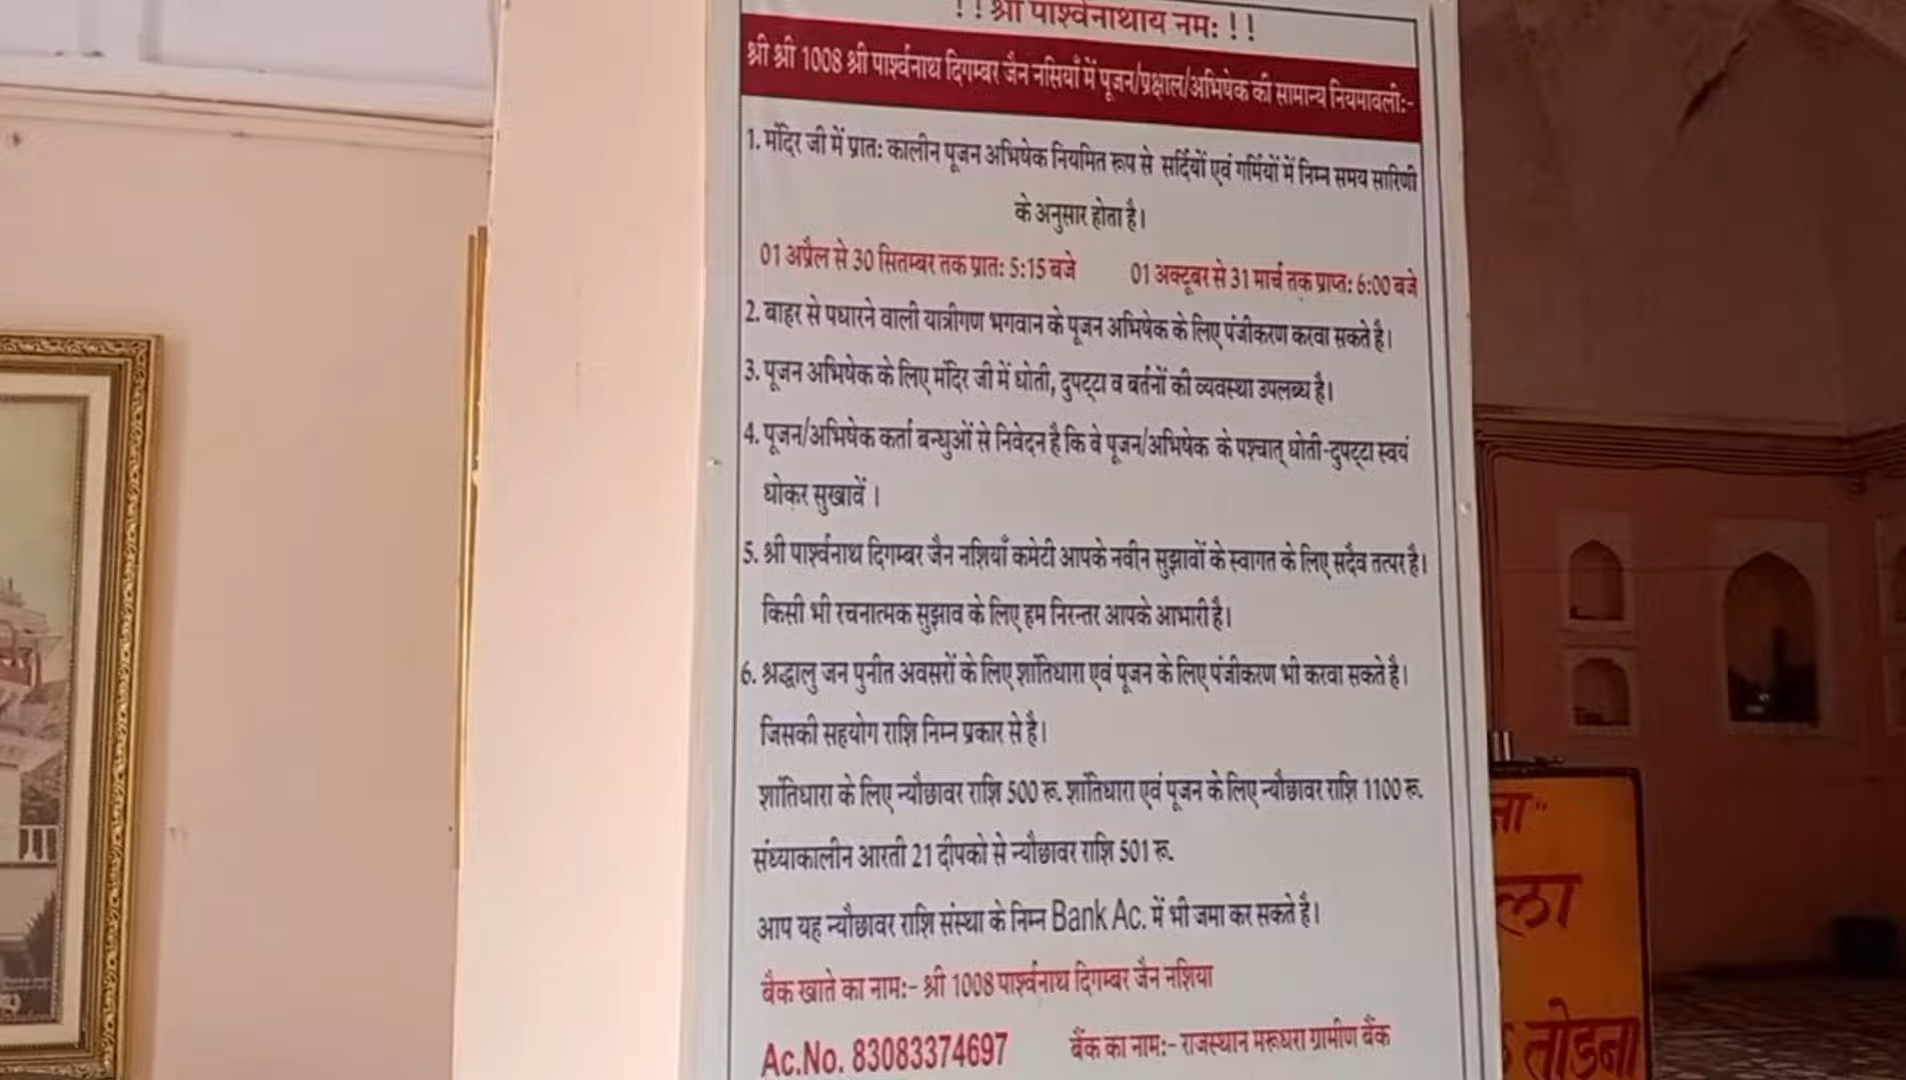 !! श्री पार्श्वनाथाय नमः !!
श्री श्री 1008 श्री पार्श्वनाथ दिगम्बर जैन नसियाँ में पूजन/प्रक्षाल/अभिषेक की सामान्य नियमावली:-
1. मंदिर जी में प्रात: कालीन पूजन अभिषेक नियमित रूप से सर्दियों एवं गर्मियों में निम्न समय सारिणी
के अनुसार होता है।
01 अप्रैल से 30 सितम्बर तक प्रात: 5:15 बजे 01 अक्टूबर से 31 मार्च तक प्राप्त: 6:00 बजे
2. बाहर से पधारने वाली यात्रीगण भगवान के पूजन अभिषेक के लिए पंजीकरण करवा सकते है।
3. पूजन अभिषेक के लिए मंदिर जी में धोती, दुपट्टा व बर्तनों की व्यवस्था उपलब्ध है।
4. पूजन/अभिषेक कर्ता बन्धुओं से निवेदन है कि वे पूजन/अभिषेक के पश्चात् धोती-दुपट्टा स्वयं
धोकर सुखावें ।
5. श्री पार्श्वनाथ दिगम्बर जैन नशियाँ कमेटी आपके नवीन सुझावों के स्वागत के लिए सदैव तत्पर है।
किसी भी रचनात्मक सुझाव के लिए हम निरन्तर आपके आभारी है।
6. श्रद्धालु जन पुनीत अवसरों के लिए शांतिधारा एवं पूजन के लिए पंजीकरण भी करवा सकते है।
जिसकी सहयोग राशि निम्न प्रकार से है।
शांतिधारा के लिए न्यौछावर राशि 500 रू. शांतिधारा एवं पूजन के लिए न्यौछावर राशि 1100 रू.
संध्याकालीन आरती 21 दीपको से न्यौछावर राशि 501 रू.
आप यह न्यौछावर राशि संस्था के निम्न Bank Ac. में भी जमा कर सकते है।
बैक खाते का नाम:- श्री 1008 पार्श्वनाथ दिगम्बर जैन नशिया
Ac.No. 83083374697 बैंक का नाम:- राजस्थान मरूधरा ग्रामीण बैंक
तोडना